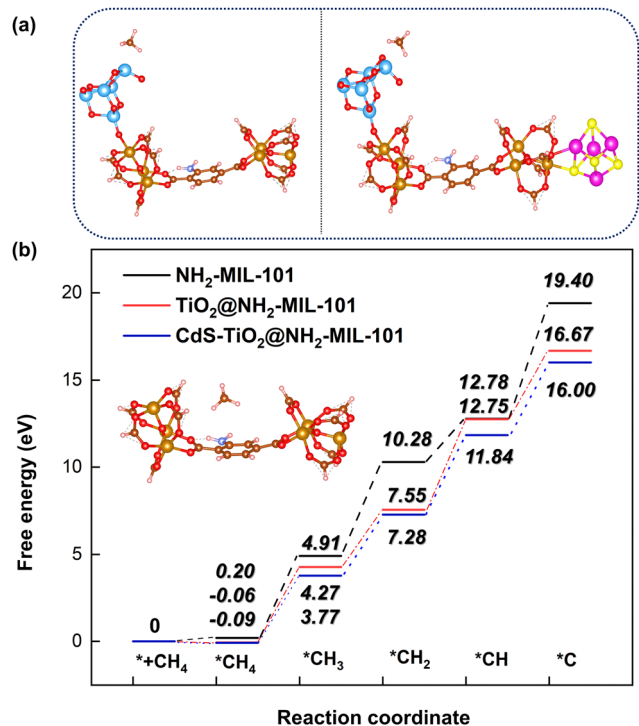 (a)
(b)
NH₂-MIL-101
TiO₂@NH₂-MIL-101
CdS-TiO₂@NH₂-MIL-101
Free energy (eV)
20
15
10
5
0
0
0.20
-0.06
-0.09
4.91
4.27
3.77
10.28
7.55
7.28
12.78
12.75
11.84
19.40
16.67
16.00
*+CH₄
*CH₄
*CH₃
*CH₂
*CH
*C
Reaction coordinate